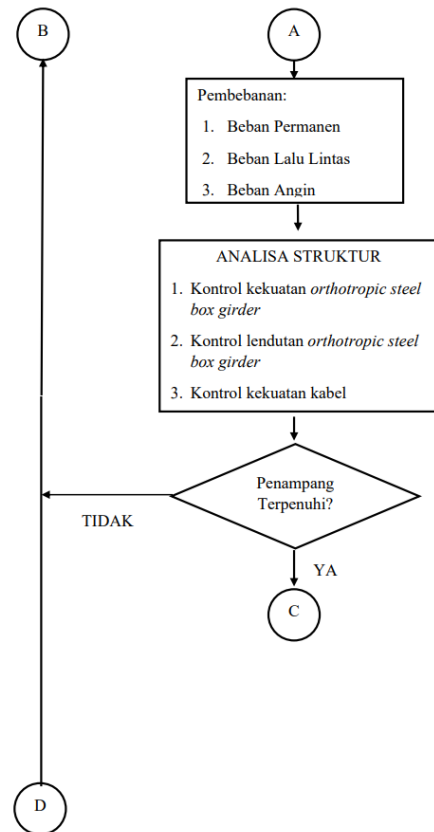 B
A
Pembebanan:
1. Beban Permanen
2. Beban Lalu Lintas
3. Beban Angin
ANALISA STRUKTUR
1. Kontrol kekuatan orthotropic steel
box girder
2. Kontrol lendutan orthotropic steel
box girder
3. Kontrol kekuatan kabel
Penampang
Terpenuhi?
TIDAK
YA
C
D